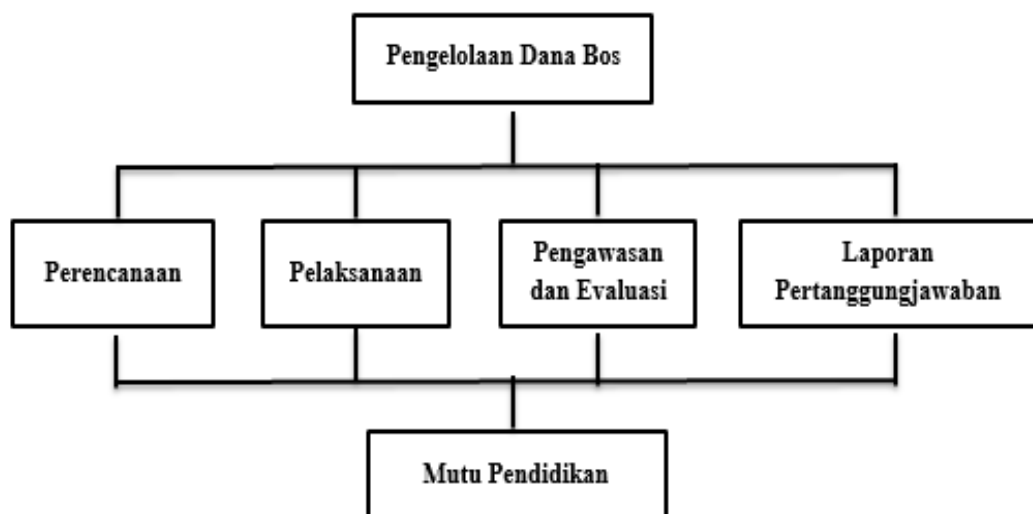 Pengelolaan Dana Bos
Perencanaan
Pelaksanaan
Pengawasan
dan Evaluasi
Laporan
Pertanggungjawaban
Mutu Pendidikan